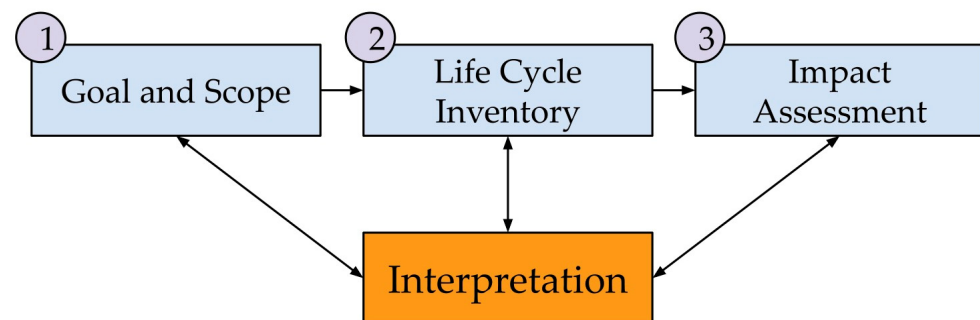 1
Goal and Scope
2
Life Cycle
Inventory
3
Impact
Assessment
Interpretation